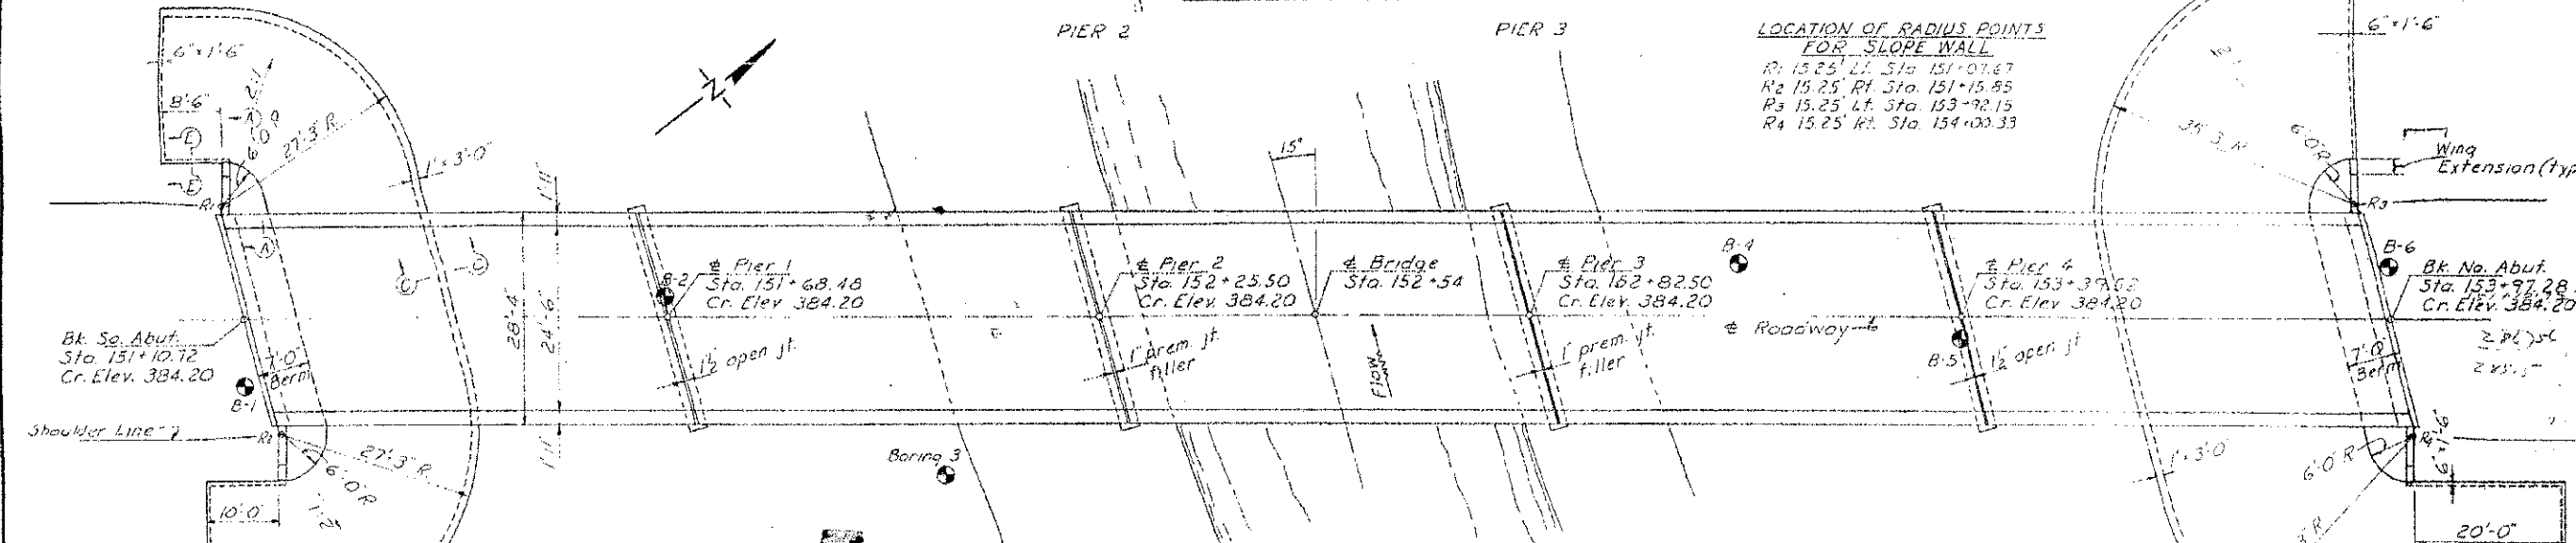 PIER 2
PIER 3
LOCATION OF RADIUS POINTS
FOR SLOPE WALL
R1 15.25' Lt. Sta. 151+07.67
R2 15.25' Rt. Sta. 151+15.85
R3 15.25' Lt. Sta. 153+92.15
R4 15.25' Rt. Sta. 154+00.33
6"x1'-6"
8'-6"
2:1
A
E
E
6'-0" R
27'-3" R
1'x3'-0"
R1
A
C
C
N
15°
6"x1'-6"
6'-0" R
Wing
Extension (typ
R3
1'-11"
28'-4"
24'-6"
1'-11"
B-2
℄ Pier 1
Sta. 151+68.48
Cr. Elev. 384.20
℄ Pier 2
Sta. 152+25.50
Cr. Elev. 384.20
℄ Bridge
Sta. 152+54
℄ Pier 3
Sta. 152+82.50
Cr. Elev. 384.20
B-4
℄ Pier 4
Sta. 153+39.52
Cr. Elev. 384.20
B-6
Bk. No. Abut.
Sta. 153+97.28
Cr. Elev. 384.20
Bk. So. Abut.
Sta. 151+10.72
Cr. Elev. 384.20
7'-0"
Berm
B-1
1½ open jt.
1" prem. jt.
filler
Flow
1" prem. jt.
filler
℄ Roadway
B-5
1½ open jt
7'-0"
Berm
Shoulder Line
R2
27'-3" R
6'-0" R
10'-0"
Boring 3
1'x3'-0"
6'-0" R
R4
20'-0"